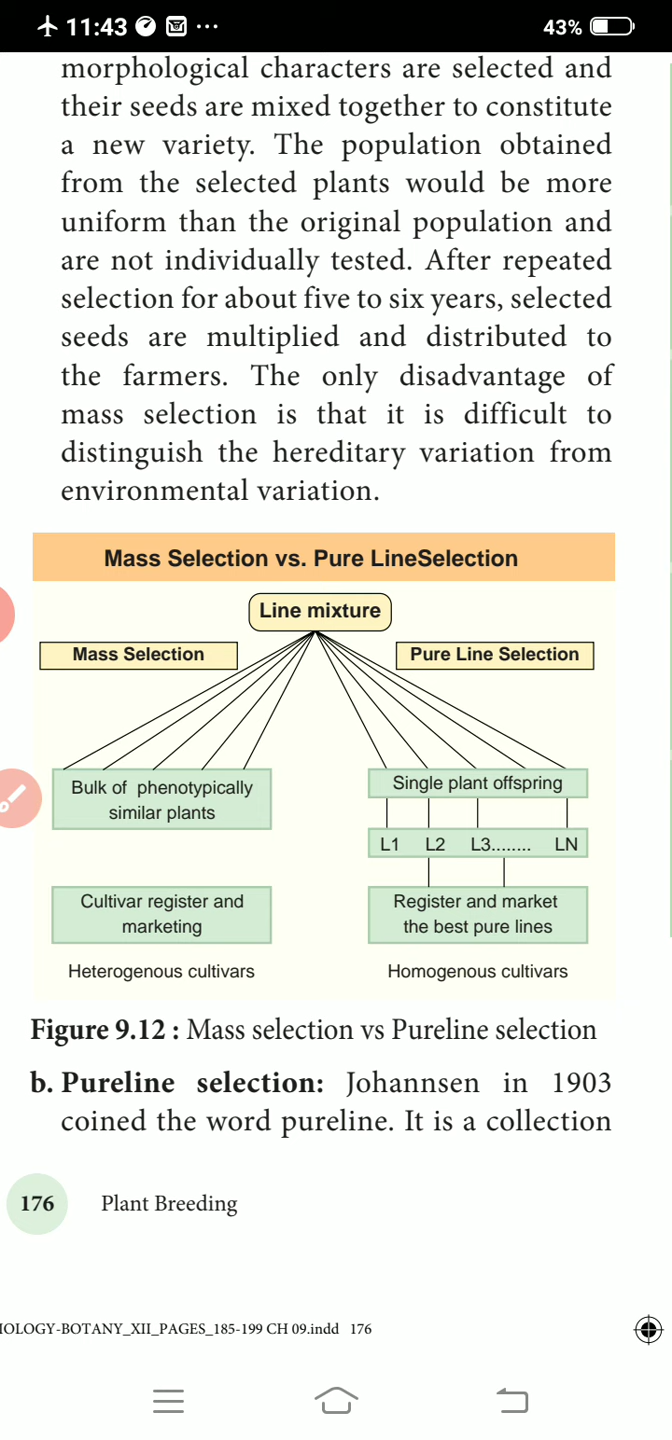 11:43 ... 43%
morphological characters are selected and
their seeds are mixed together to constitute
a new variety. The population obtained
from the selected plants would be more
uniform than the original population and
are not individually tested. After repeated
selection for about five to six years, selected
seeds are multiplied and distributed to
the farmers. The only disadvantage of
mass selection is that it is difficult to
distinguish the hereditary variation from
environmental variation.
Mass Selection vs. Pure LineSelection
Line mixture
Mass Selection
Pure Line Selection
Bulk of phenotypically
similar plants
Single plant offspring
L1 L2 L3........ LN
Cultivar register and
marketing
Register and market
the best pure lines
Heterogenous cultivars
Homogenous cultivars
Figure 9.12 : Mass selection vs Pureline selection
b. Pureline selection: Johannsen in 1903
coined the word pureline. It is a collection
176 Plant Breeding
IOLOGY-BOTANY_XII_PAGES_185-199 CH 09.indd 176